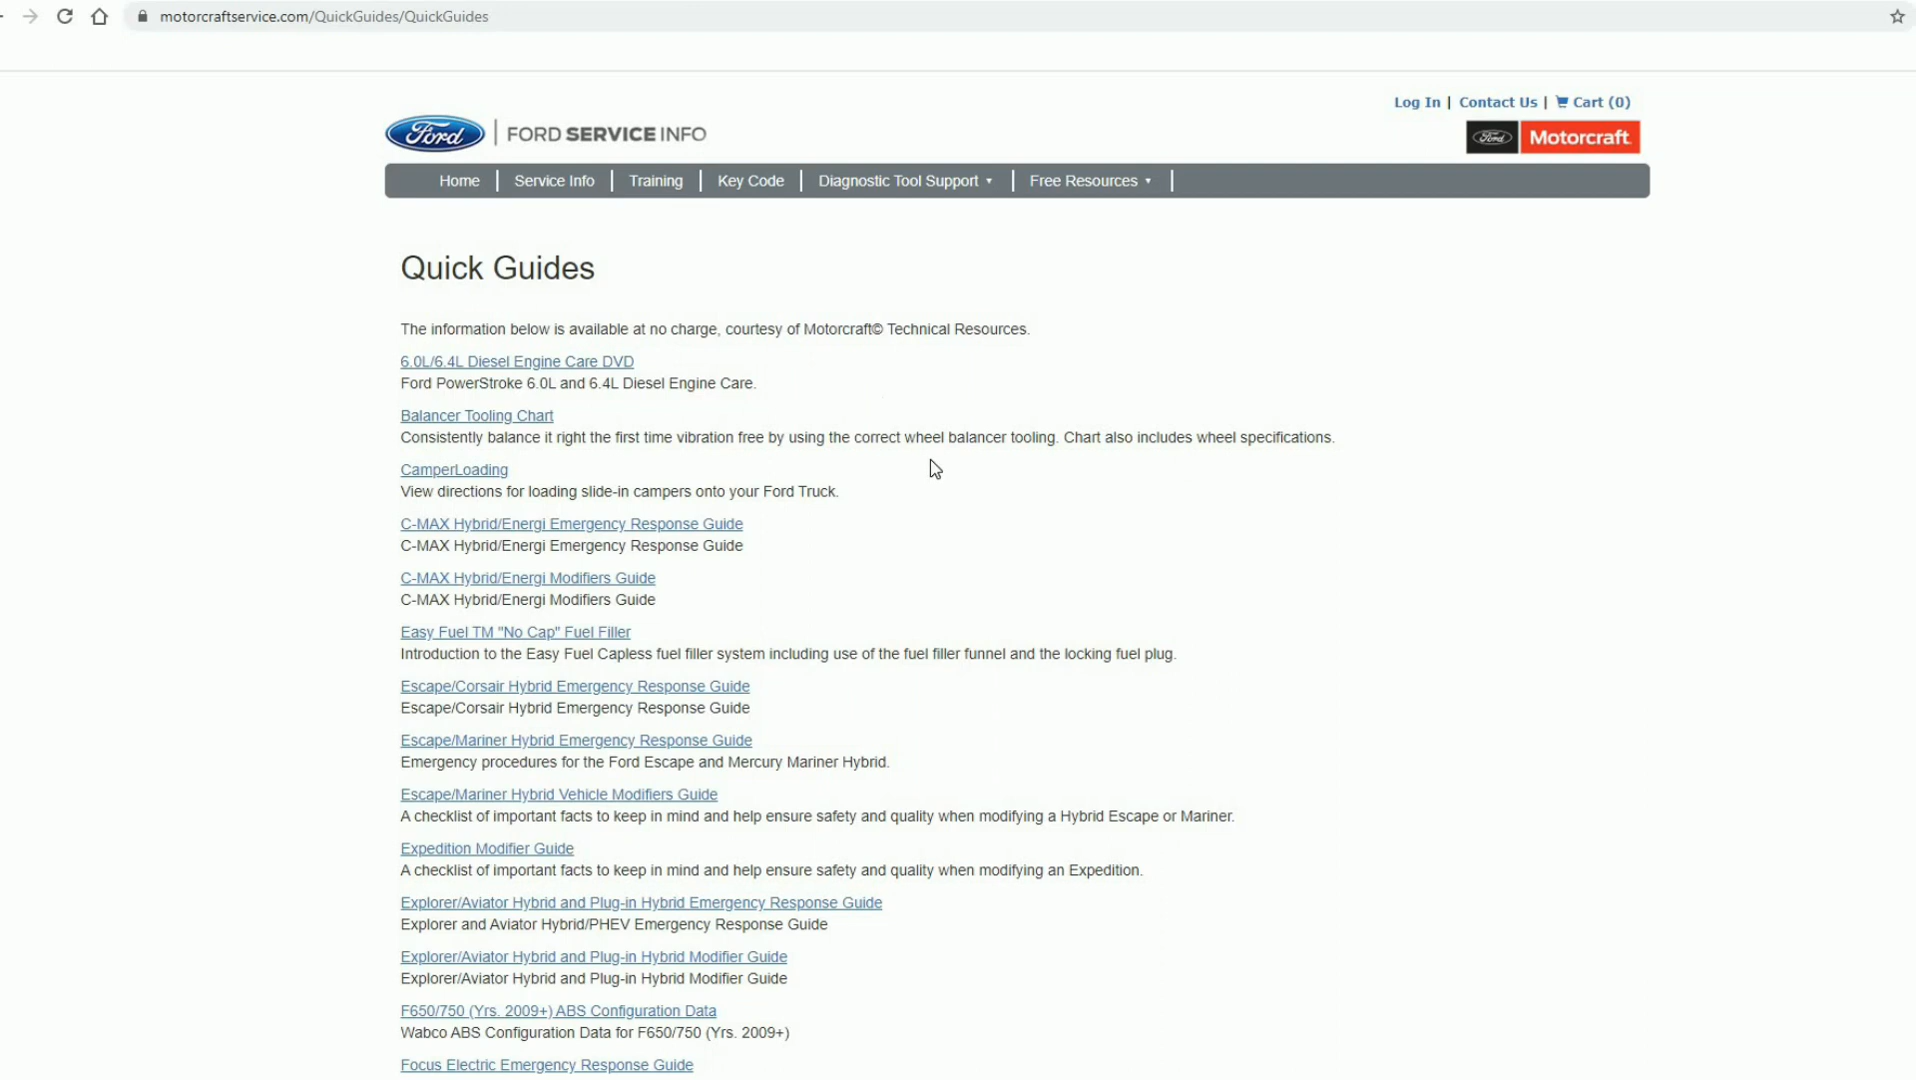 motorcraftservice.com/QuickGuides/QuickGuides
Log In | Contact Us | Cart (0)
Ford | FORD SERVICE INFO
Ford Motorcraft
Home | Service Info | Training | Key Code | Diagnostic Tool Support ▾ | Free Resources ▾ |
Quick Guides
The information below is available at no charge, courtesy of Motorcraft© Technical Resources.
6.0L/6.4L Diesel Engine Care DVD
Ford PowerStroke 6.0L and 6.4L Diesel Engine Care.
Balancer Tooling Chart
Consistently balance it right the first time vibration free by using the correct wheel balancer tooling. Chart also includes wheel specifications.
CamperLoading
View directions for loading slide-in campers onto your Ford Truck.
C-MAX Hybrid/Energi Emergency Response Guide
C-MAX Hybrid/Energi Emergency Response Guide
C-MAX Hybrid/Energi Modifiers Guide
C-MAX Hybrid/Energi Modifiers Guide
Easy Fuel TM "No Cap" Fuel Filler
Introduction to the Easy Fuel Capless fuel filler system including use of the fuel filler funnel and the locking fuel plug.
Escape/Corsair Hybrid Emergency Response Guide
Escape/Corsair Hybrid Emergency Response Guide
Escape/Mariner Hybrid Emergency Response Guide
Emergency procedures for the Ford Escape and Mercury Mariner Hybrid.
Escape/Mariner Hybrid Vehicle Modifiers Guide
A checklist of important facts to keep in mind and help ensure safety and quality when modifying a Hybrid Escape or Mariner.
Expedition Modifier Guide
A checklist of important facts to keep in mind and help ensure safety and quality when modifying an Expedition.
Explorer/Aviator Hybrid and Plug-in Hybrid Emergency Response Guide
Explorer and Aviator Hybrid/PHEV Emergency Response Guide
Explorer/Aviator Hybrid and Plug-in Hybrid Modifier Guide
Explorer/Aviator Hybrid and Plug-in Hybrid Modifier Guide
F650/750 (Yrs. 2009+) ABS Configuration Data
Wabco ABS Configuration Data for F650/750 (Yrs. 2009+)
Focus Electric Emergency Response Guide